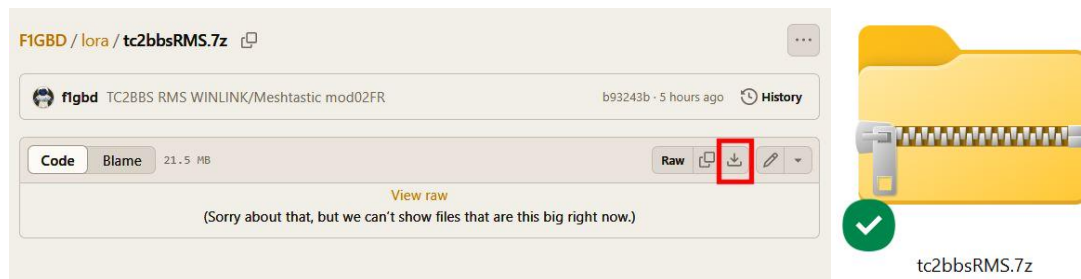 F1GBD / lora / tc2bbsRMS.7z
...
f1gbd TC2BBS RMS WINLINK/Meshtastic mod02FR b93243b · 5 hours ago History
Code Blame 21.5 MB Raw
View raw
(Sorry about that, but we can't show files that are this big right now.)
tc2bbsRMS.7z